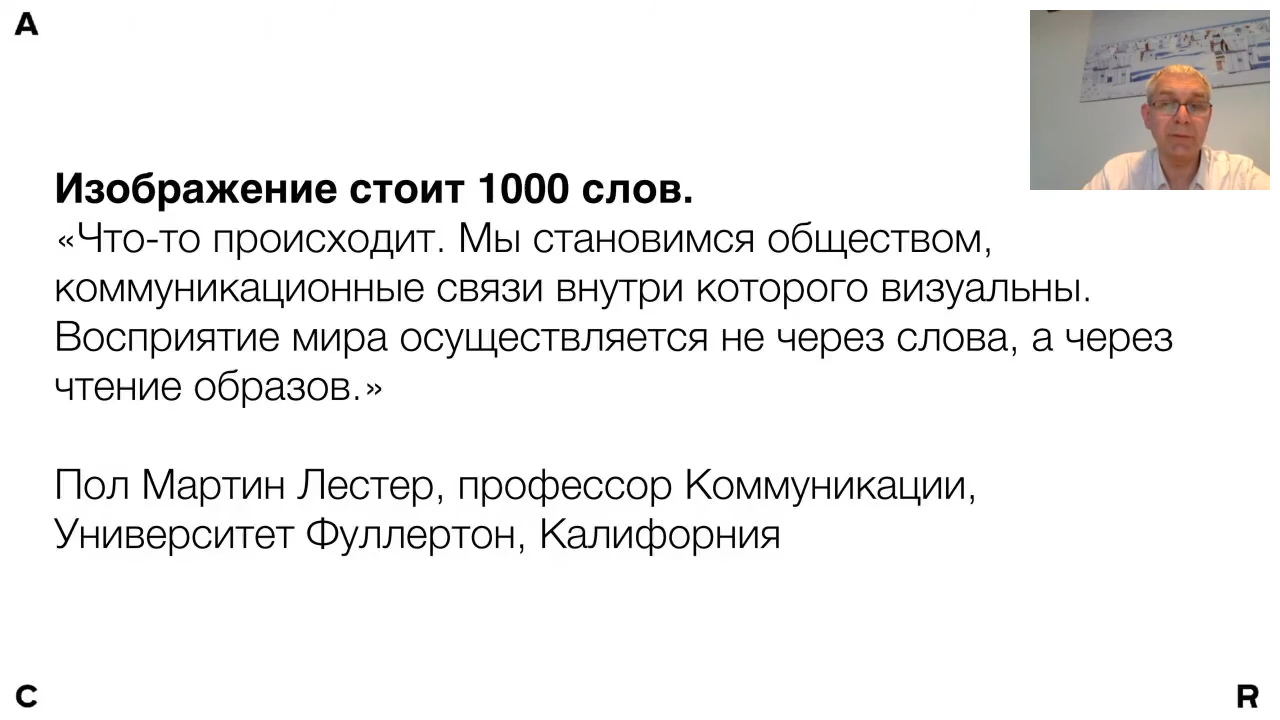 A
Изображение стоит 1000 слов.
«Что-то происходит. Мы становимся обществом,
коммуникационные связи внутри которого визуальны.
Восприятие мира осуществляется не через слова, а через
чтение образов.»
Пол Мартин Лестер, профессор Коммуникации,
Университет Фуллертон, Калифорния
C
R